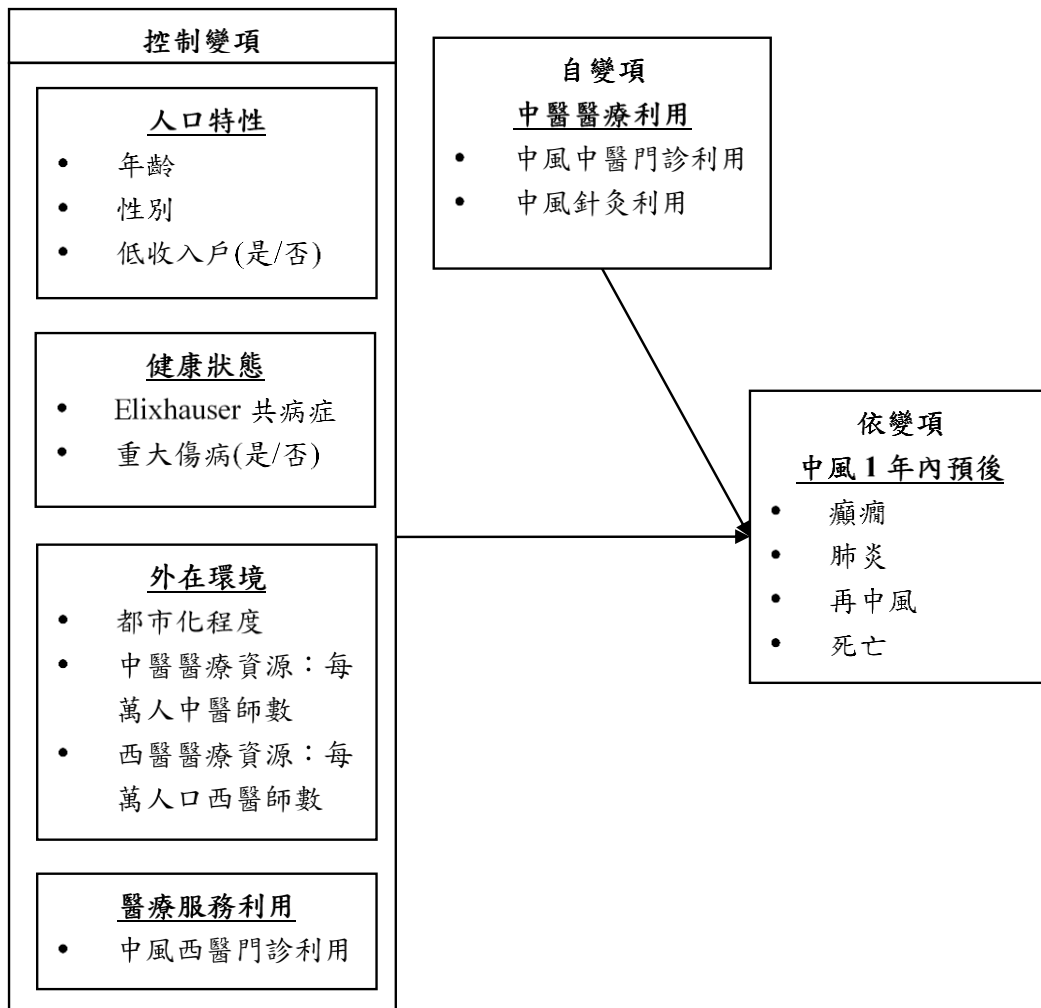 控制變項
人口特性
• 年齡
• 性別
• 低收入戶(是/否)
健康狀態
• Elixhauser 共病症
• 重大傷病(是/否)
外在環境
• 都市化程度
• 中醫醫療資源：每
萬人中醫師數
• 西醫醫療資源：每
萬人口西醫師數
醫療服務利用
• 中風西醫門診利用
自變項
中醫醫療利用
• 中風中醫門診利用
• 中風針灸利用
依變項
中風 1 年內預後
• 癲癇
• 肺炎
• 再中風
• 死亡